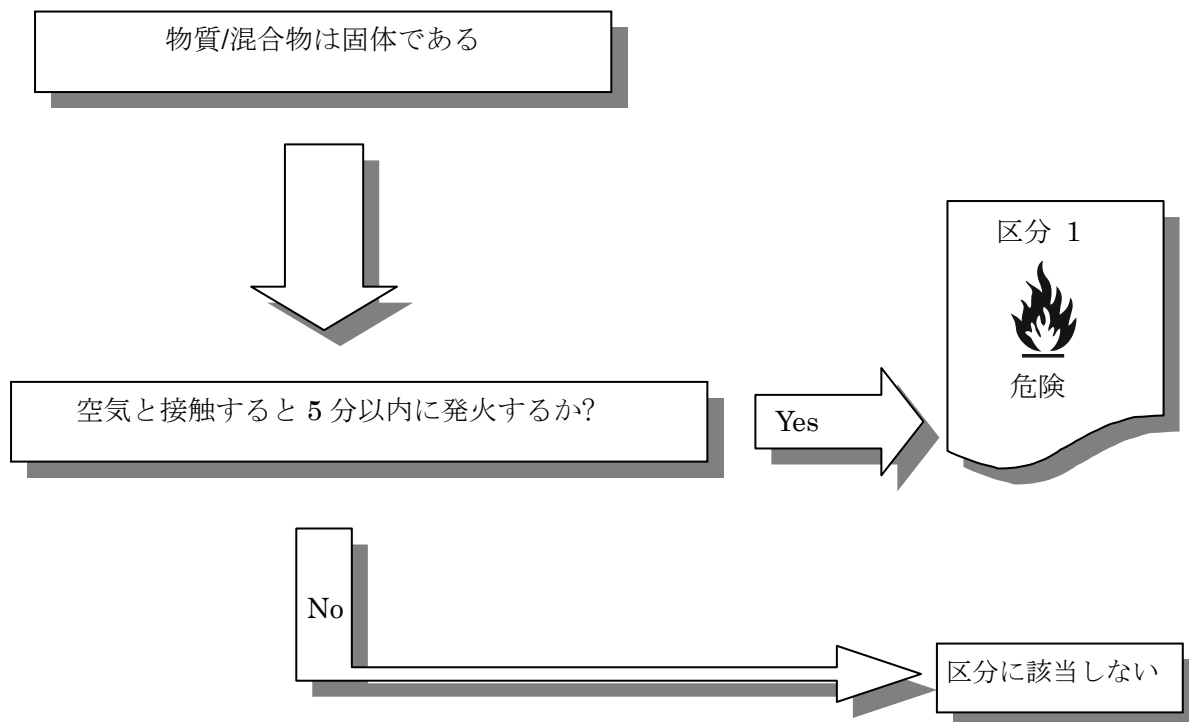 物質/混合物は固体である
区分 1
危険
空気と接触すると 5 分以内に発火するか?
Yes
No
区分に該当しない